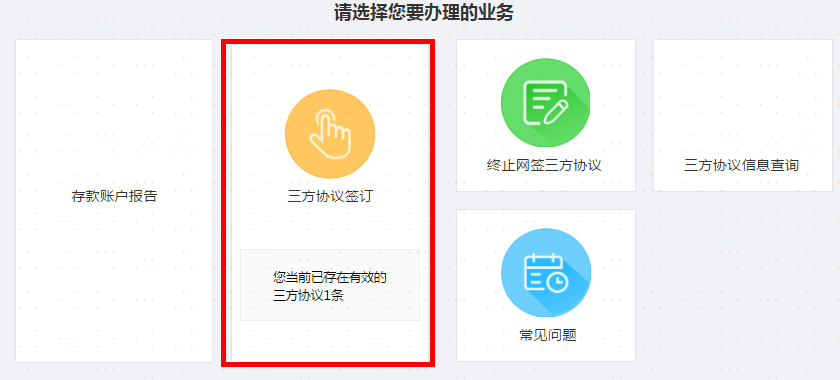 请选择您要办理的业务
存款账户报告
三方协议签订
您当前已存在有效的
三方协议1条
终止网签三方协议
三方协议信息查询
常见问题